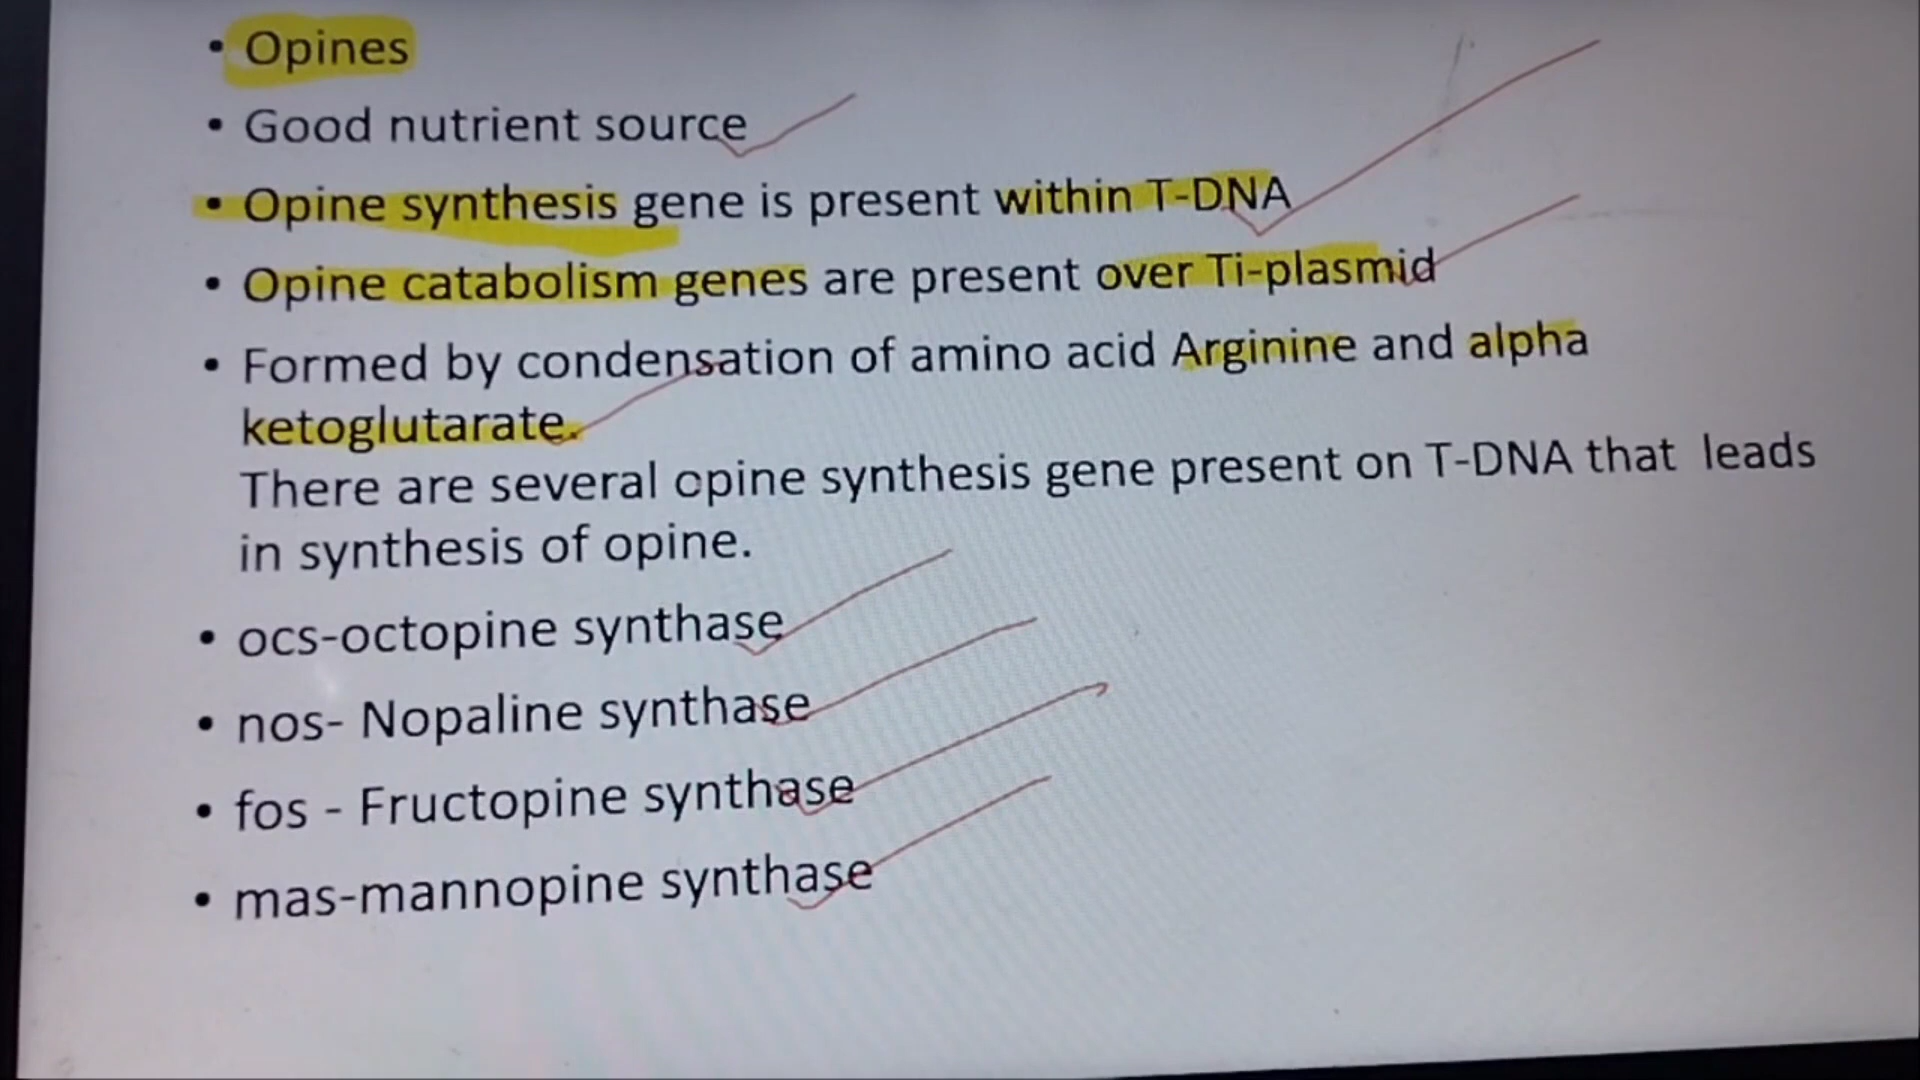 • Opines
• Good nutrient source
• Opine synthesis gene is present within T-DNA
• Opine catabolism genes are present over Ti-plasmid
• Formed by condensation of amino acid Arginine and alpha
ketoglutarate.
There are several opine synthesis gene present on T-DNA that leads
in synthesis of opine.
• ocs-octopine synthase
• nos- Nopaline synthase
• fos - Fructopine synthase
• mas-mannopine synthase